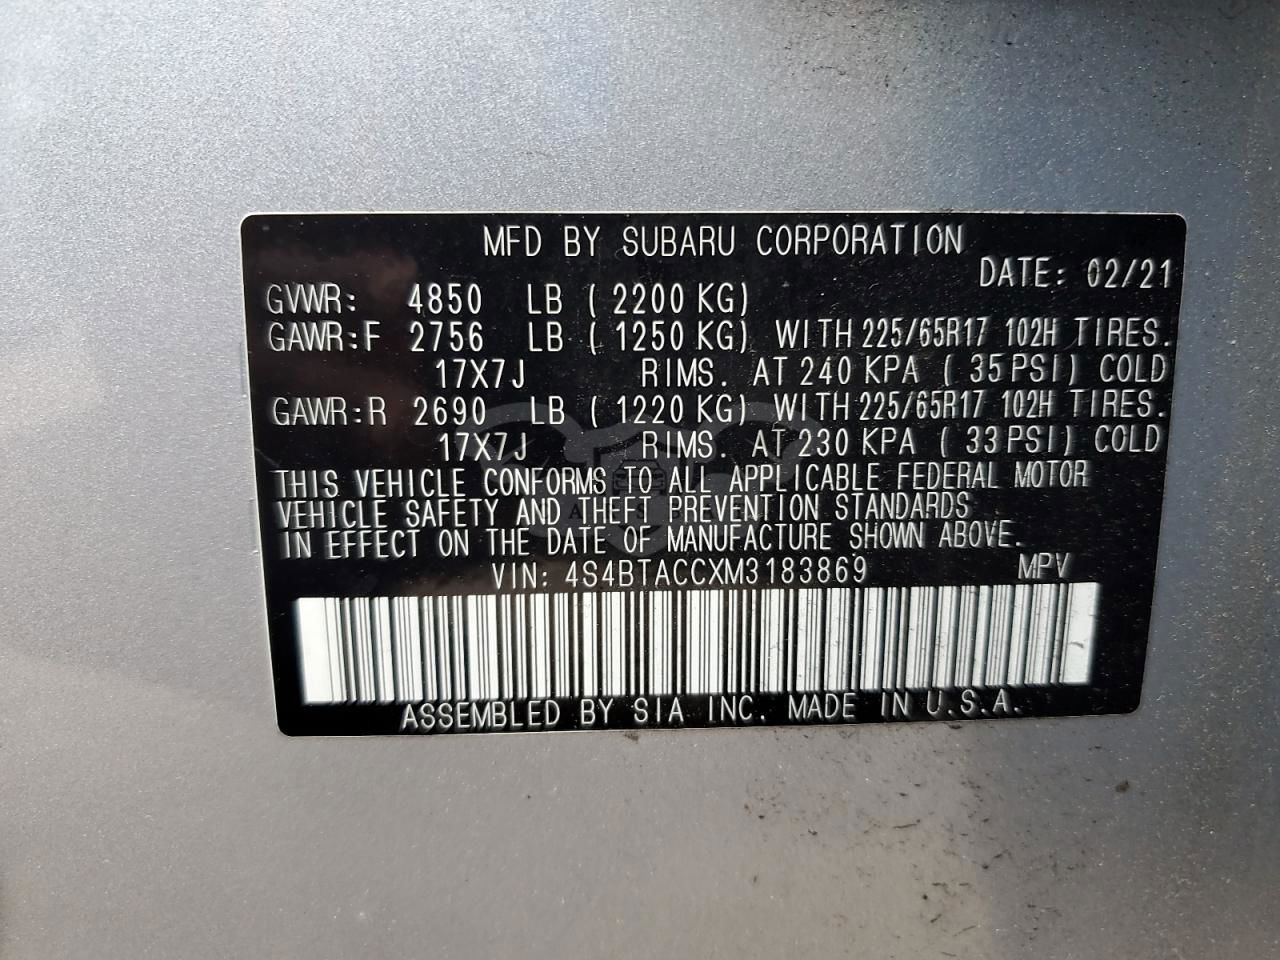 MFD BY SUBARU CORPORATION
DATE: 02/21
GVWR: 4850 LB ( 2200 KG)
GAWR:F 2756 LB ( 1250 KG) WITH 225/65R17 102H TIRES.
17X7J RIMS. AT 240 KPA ( 35 PSI) COLD
GAWR:R 2690 LB ( 1220 KG) WITH 225/65R17 102H TIRES.
17X7J RIMS. AT 230 KPA ( 33 PSI) COLD
THIS VEHICLE CONFORMS TO ALL APPLICABLE FEDERAL MOTOR
VEHICLE SAFETY AND THEFT PREVENTION STANDARDS
IN EFFECT ON THE DATE OF MANUFACTURE SHOWN ABOVE.
VIN: 4S4BTACCXM3183869 MPV
ASSEMBLED BY SIA INC. MADE IN U.S.A.